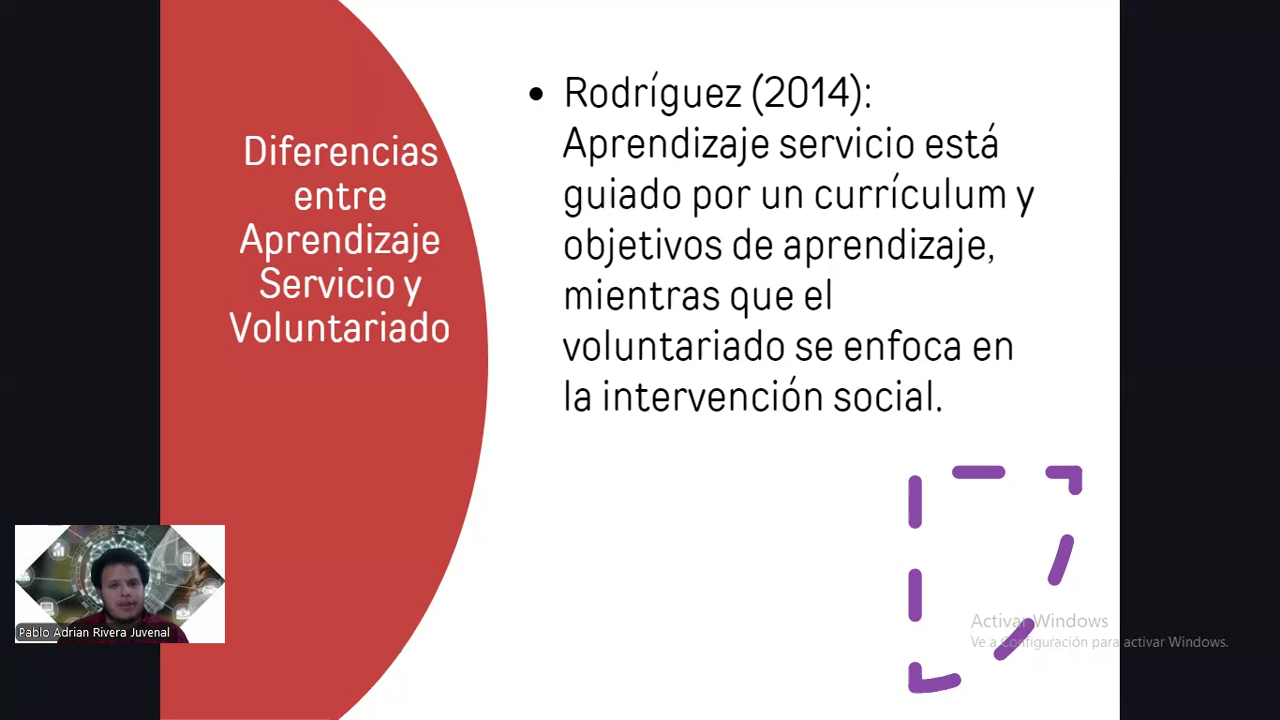 Diferencias
entre
Aprendizaje
Servicio y
Voluntariado
• Rodríguez (2014):
Aprendizaje servicio está
guiado por un currículum y
objetivos de aprendizaje,
mientras que el
voluntariado se enfoca en
la intervención social.
Pablo Adrian Rivera Juvenal
Activar Windows
Ve a Configuración para activar Windows.